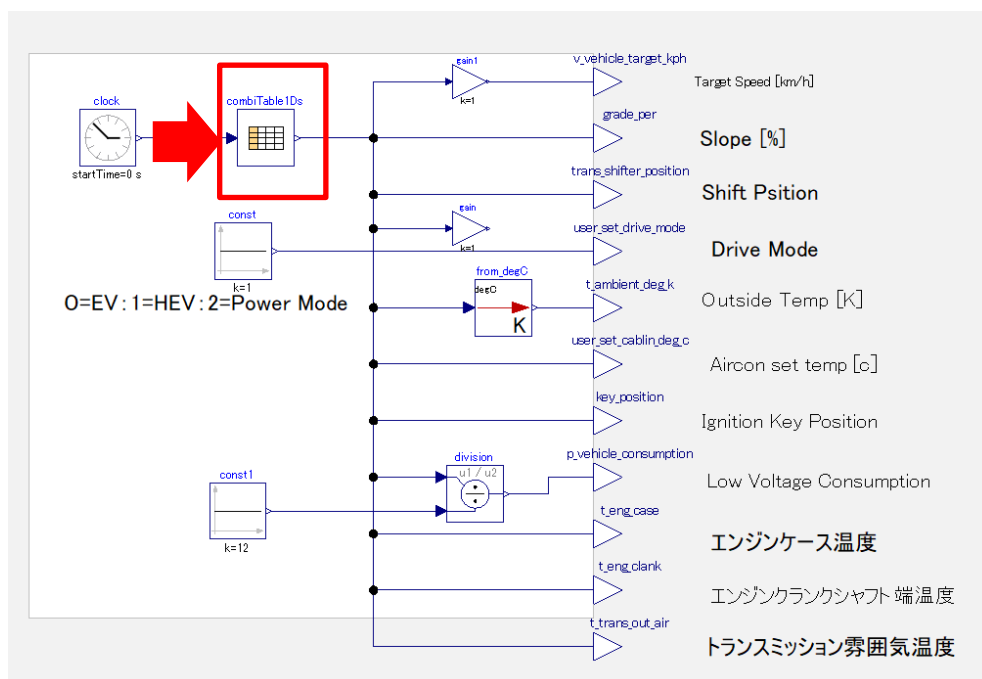 gain1
k=1
v_vehicle_target_kph
Target Speed [km/h]
clock
startTime=0 s
combiTable1Ds
grade_per
Slope [%]
trans_shifter_position
Shift Psition
const
k=1
gain
k=1
user_set_drive_mode
Drive Mode
0=EV:1=HEV:2=Power Mode
from_degC
degC
K
t_ambient_deg_k
Outside Temp [K]
user_set_cablin_deg_c
Aircon set temp [c]
key_position
Ignition Key Position
const1
k=12
division
u1 / u2
p_vehicle_consumption
Low Voltage Consumption
t_eng_case
エンジンケース温度
t_eng_clank
エンジンクランクシャフト端温度
t_trans_out_air
トランスミッション雰囲気温度